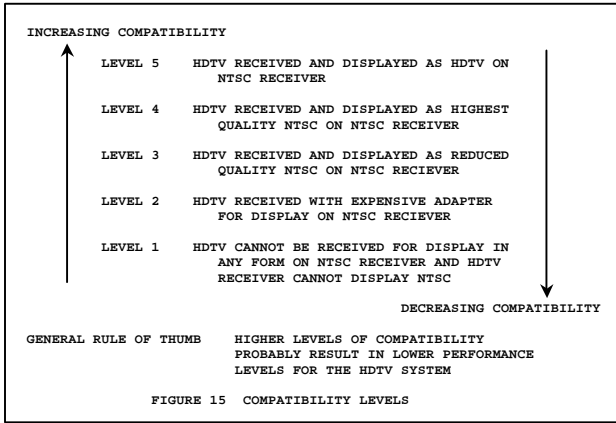 INCREASING COMPATIBILITY
LEVEL 5 HDTV RECEIVED AND DISPLAYED AS HDTV ON
NTSC RECEIVER
LEVEL 4 HDTV RECEIVED AND DISPLAYED AS HIGHEST
QUALITY NTSC ON NTSC RECEIVER
LEVEL 3 HDTV RECEIVED AND DISPLAYED AS REDUCED
QUALITY NTSC ON NTSC RECIEVER
LEVEL 2 HDTV RECEIVED WITH EXPENSIVE ADAPTER
FOR DISPLAY ON NTSC RECIEVER
LEVEL 1 HDTV CANNOT BE RECEIVED FOR DISPLAY IN
ANY FORM ON NTSC RECEIVER AND HDTV
RECEIVER CANNOT DISPLAY NTSC
DECREASING COMPATIBILITY
GENERAL RULE OF THUMB HIGHER LEVELS OF COMPATIBILITY
PROBABLY RESULT IN LOWER PERFORMANCE
LEVELS FOR THE HDTV SYSTEM
FIGURE 15 COMPATIBILITY LEVELS